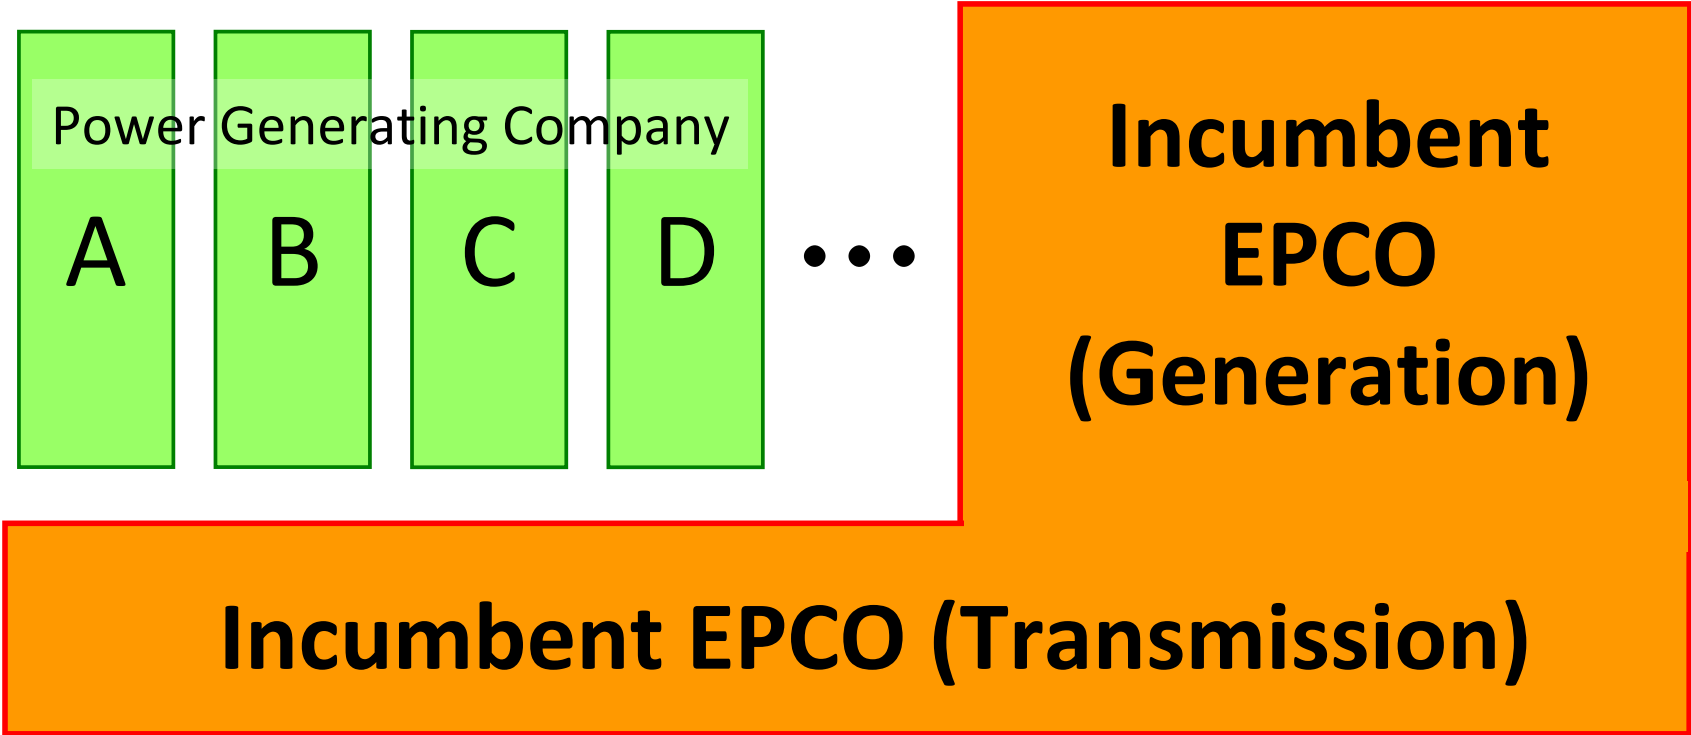 Power Generating Company
A B C D •••
Incumbent
EPCO
(Generation)
Incumbent EPCO (Transmission)